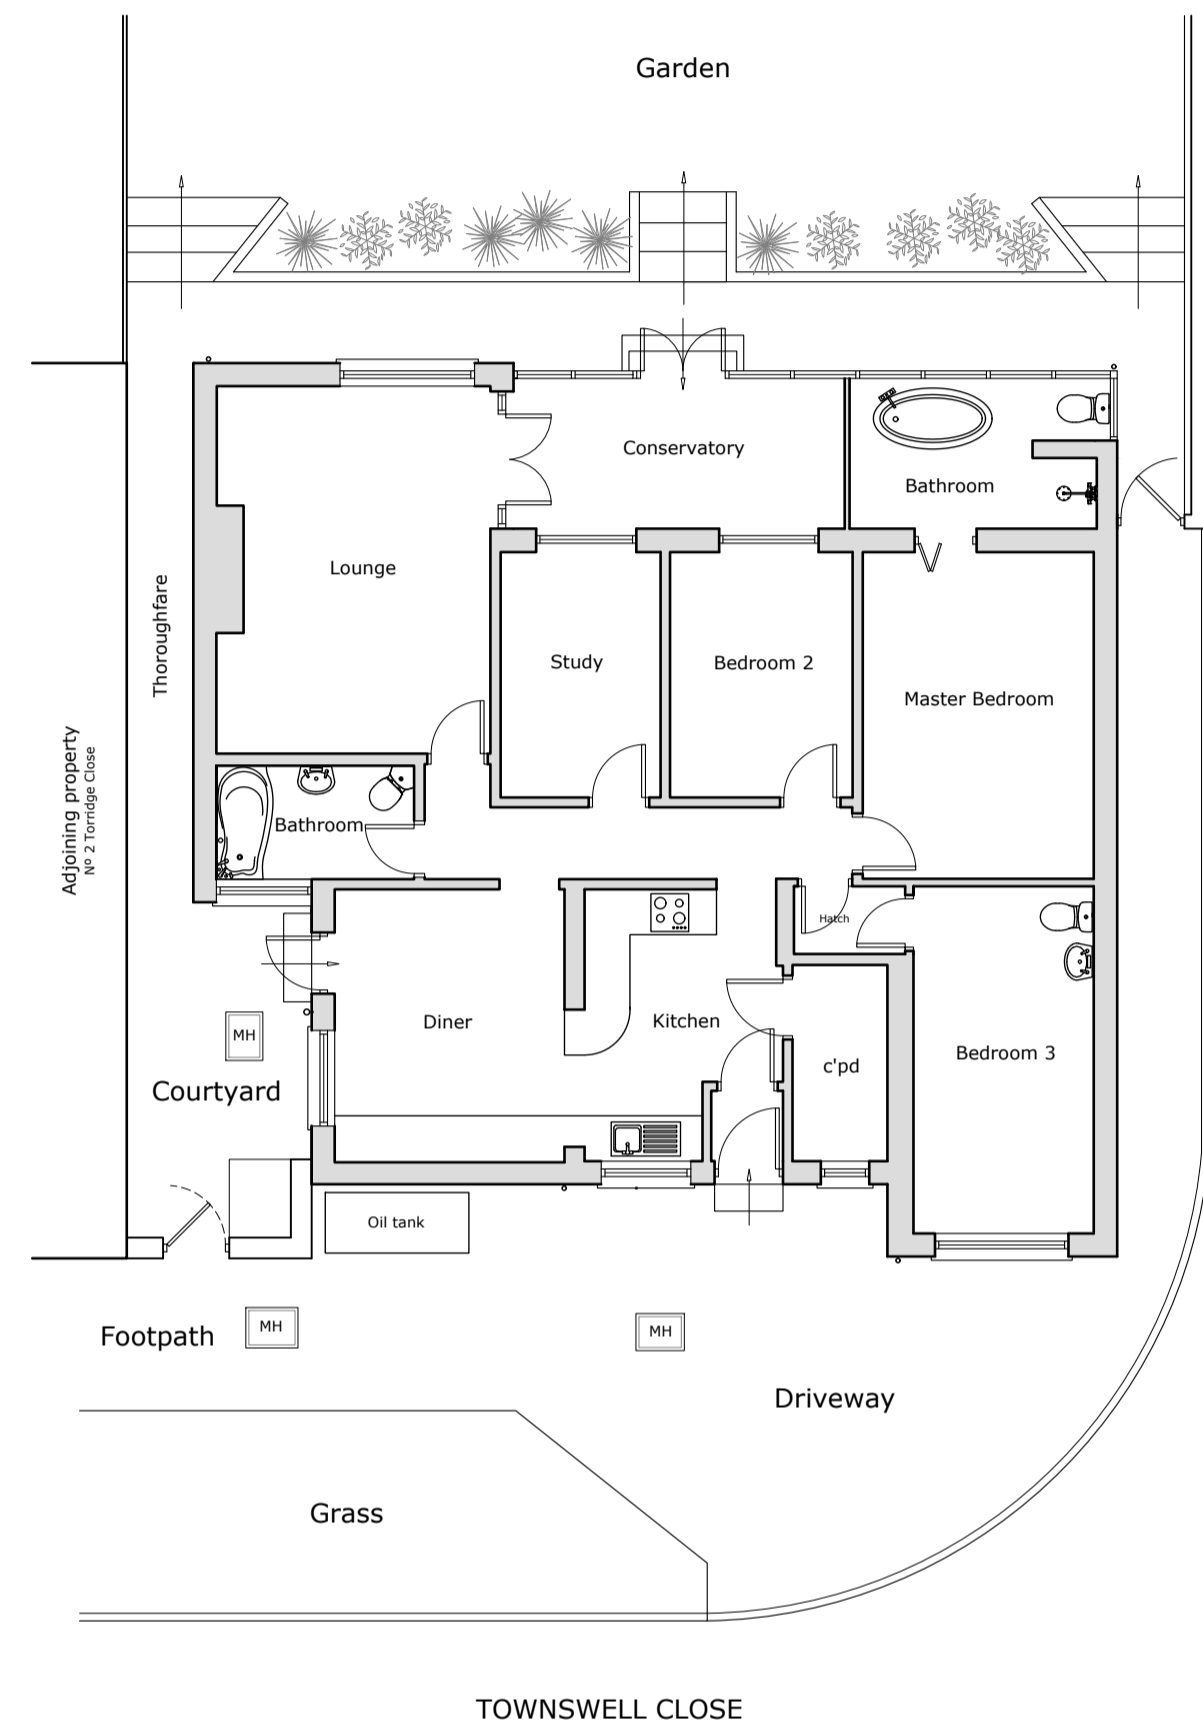 Garden
Conservatory
Bathroom
Lounge
Thoroughfare
Study
Bedroom 2
Master Bedroom
Adjoining property
Nº 2 Torridge Close
Bathroom
Hatch
Diner
Kitchen
MH
Bedroom 3
c'pd
Courtyard
Oil tank
MH
MH
Footpath
Driveway
Grass
TOWNSWELL CLOSE